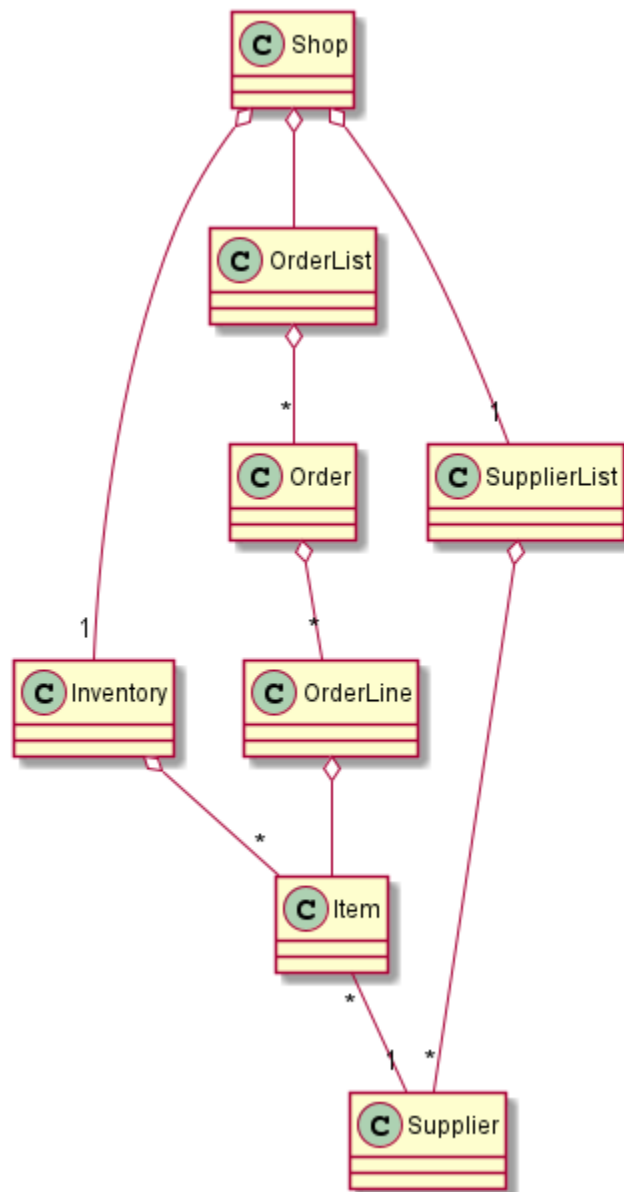 C Shop
C OrderList
*
1
C Order
C SupplierList
1
*
C Inventory
C OrderLine
*
C Item
*
1
*
C Supplier